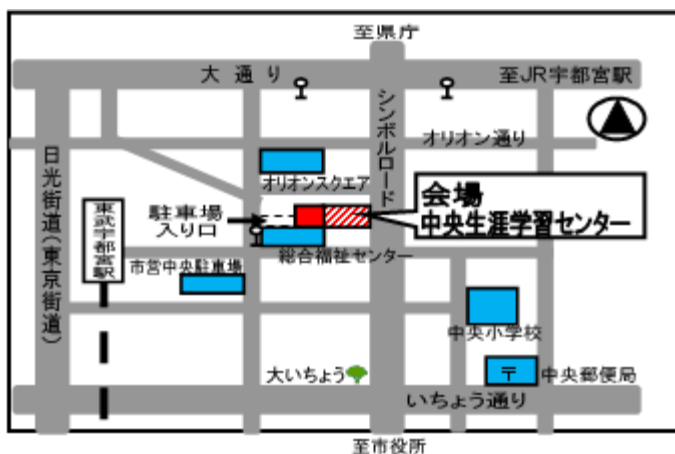 至県庁
大通り
至JR宇都宮駅
シンボルロード
オリオン通り
日光街道(東京街道)
オリオンスクエア
会場
中央生涯学習センター
東武宇都宮駅
駐車場
入り口
総合福祉センター
市営中央駐車場
中央小学校
大いちょう
〒
中央郵便局
いちょう通り
至市役所